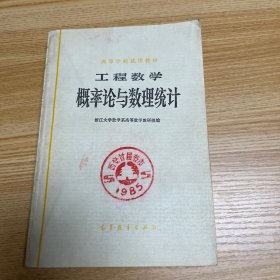 高等学校试用教材
工程数学
概率论与数理统计
浙江大学数学系高等数学教研组编
1985
高等教育出版社